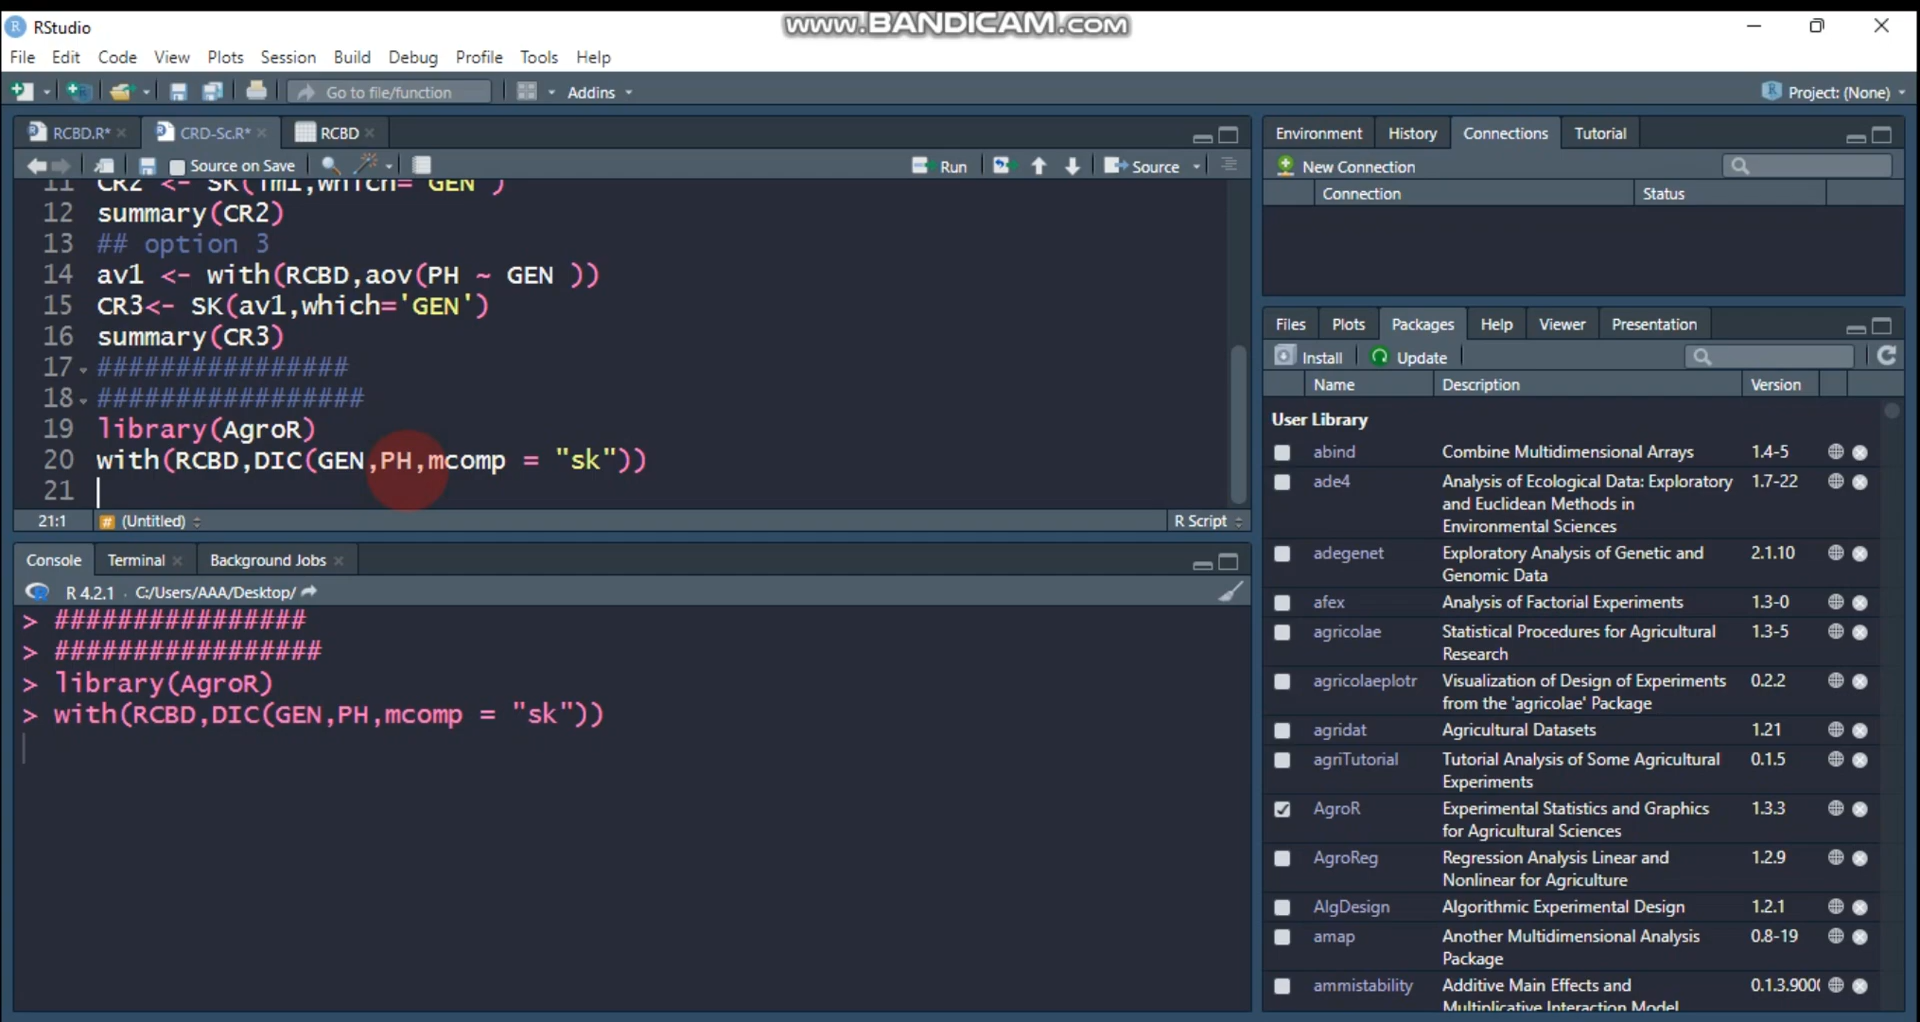 www.BANDICAM.com
RStudio
File Edit Code View Plots Session Build Debug Profile Tools Help
Go to file/function Addins Project: (None)
RCBD.R* CRD-Sc.R* RCBD
Source on Save Run Source
12 summary(CR2)
13 ## option 3
14 av1 <- with(RCBD,aov(PH ~ GEN ))
15 CR3<- SK(av1,which='GEN')
16 summary(CR3)
17 ################
18 #################
19 library(AgroR)
20 with(RCBD,DIC(GEN,PH,mcomp = "sk"))
21
21:1 (Untitled) R Script
Console Terminal Background Jobs
R 4.2.1 · C:/Users/AAA/Desktop/
> ################
> #################
> library(AgroR)
> with(RCBD,DIC(GEN,PH,mcomp = "sk"))
Environment History Connections Tutorial
New Connection
Connection Status
Files Plots Packages Help Viewer Presentation
Install Update
Name Description Version
User Library
abind Combine Multidimensional Arrays 1.4-5
ade4 Analysis of Ecological Data: Exploratory 1.7-22
and Euclidean Methods in
Environmental Sciences
adegenet Exploratory Analysis of Genetic and 2.1.10
Genomic Data
afex Analysis of Factorial Experiments 1.3-0
agricolae Statistical Procedures for Agricultural 1.3-5
Research
agricolaeplotr Visualization of Design of Experiments 0.2.2
from the 'agricolae' Package
agridat Agricultural Datasets 1.21
agriTutorial Tutorial Analysis of Some Agricultural 0.1.5
Experiments
AgroR Experimental Statistics and Graphics 1.3.3
for Agricultural Sciences
AgroReg Regression Analysis Linear and 1.2.9
Nonlinear for Agriculture
AlgDesign Algorithmic Experimental Design 1.2.1
amap Another Multidimensional Analysis 0.8-19
Package
ammistability Additive Main Effects and 0.1.3.900
Multiplicative Interaction Model